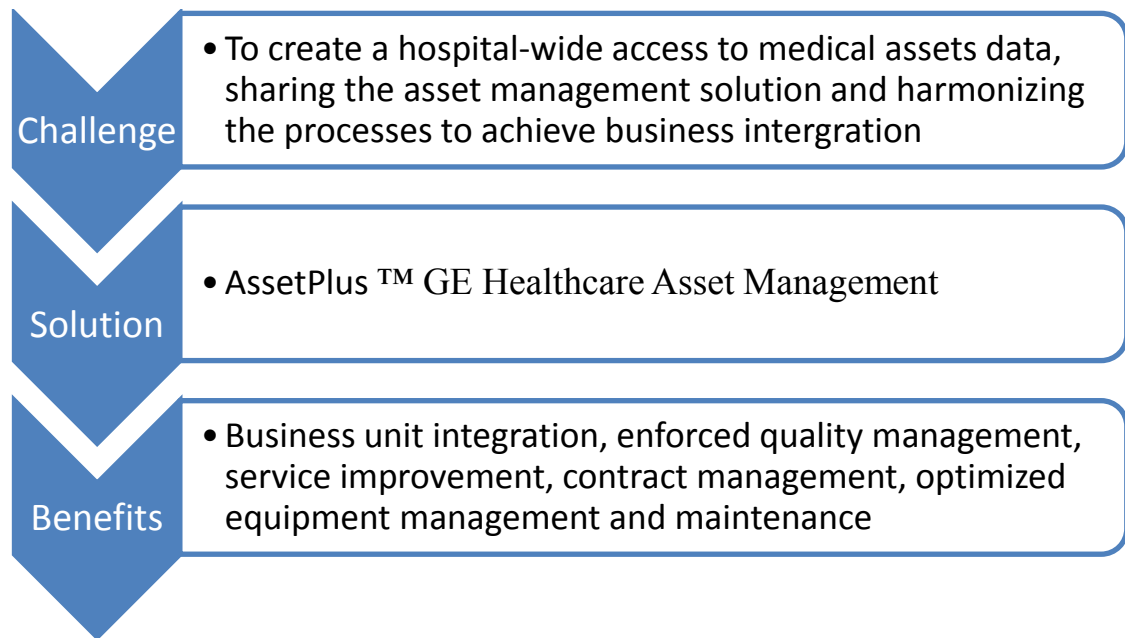 Challenge
• To create a hospital-wide access to medical assets data,
sharing the asset management solution and harmonizing
the processes to achieve business intergration
Solution
• AssetPlus ™ GE Healthcare Asset Management
Benefits
• Business unit integration, enforced quality management,
service improvement, contract management, optimized
equipment management and maintenance